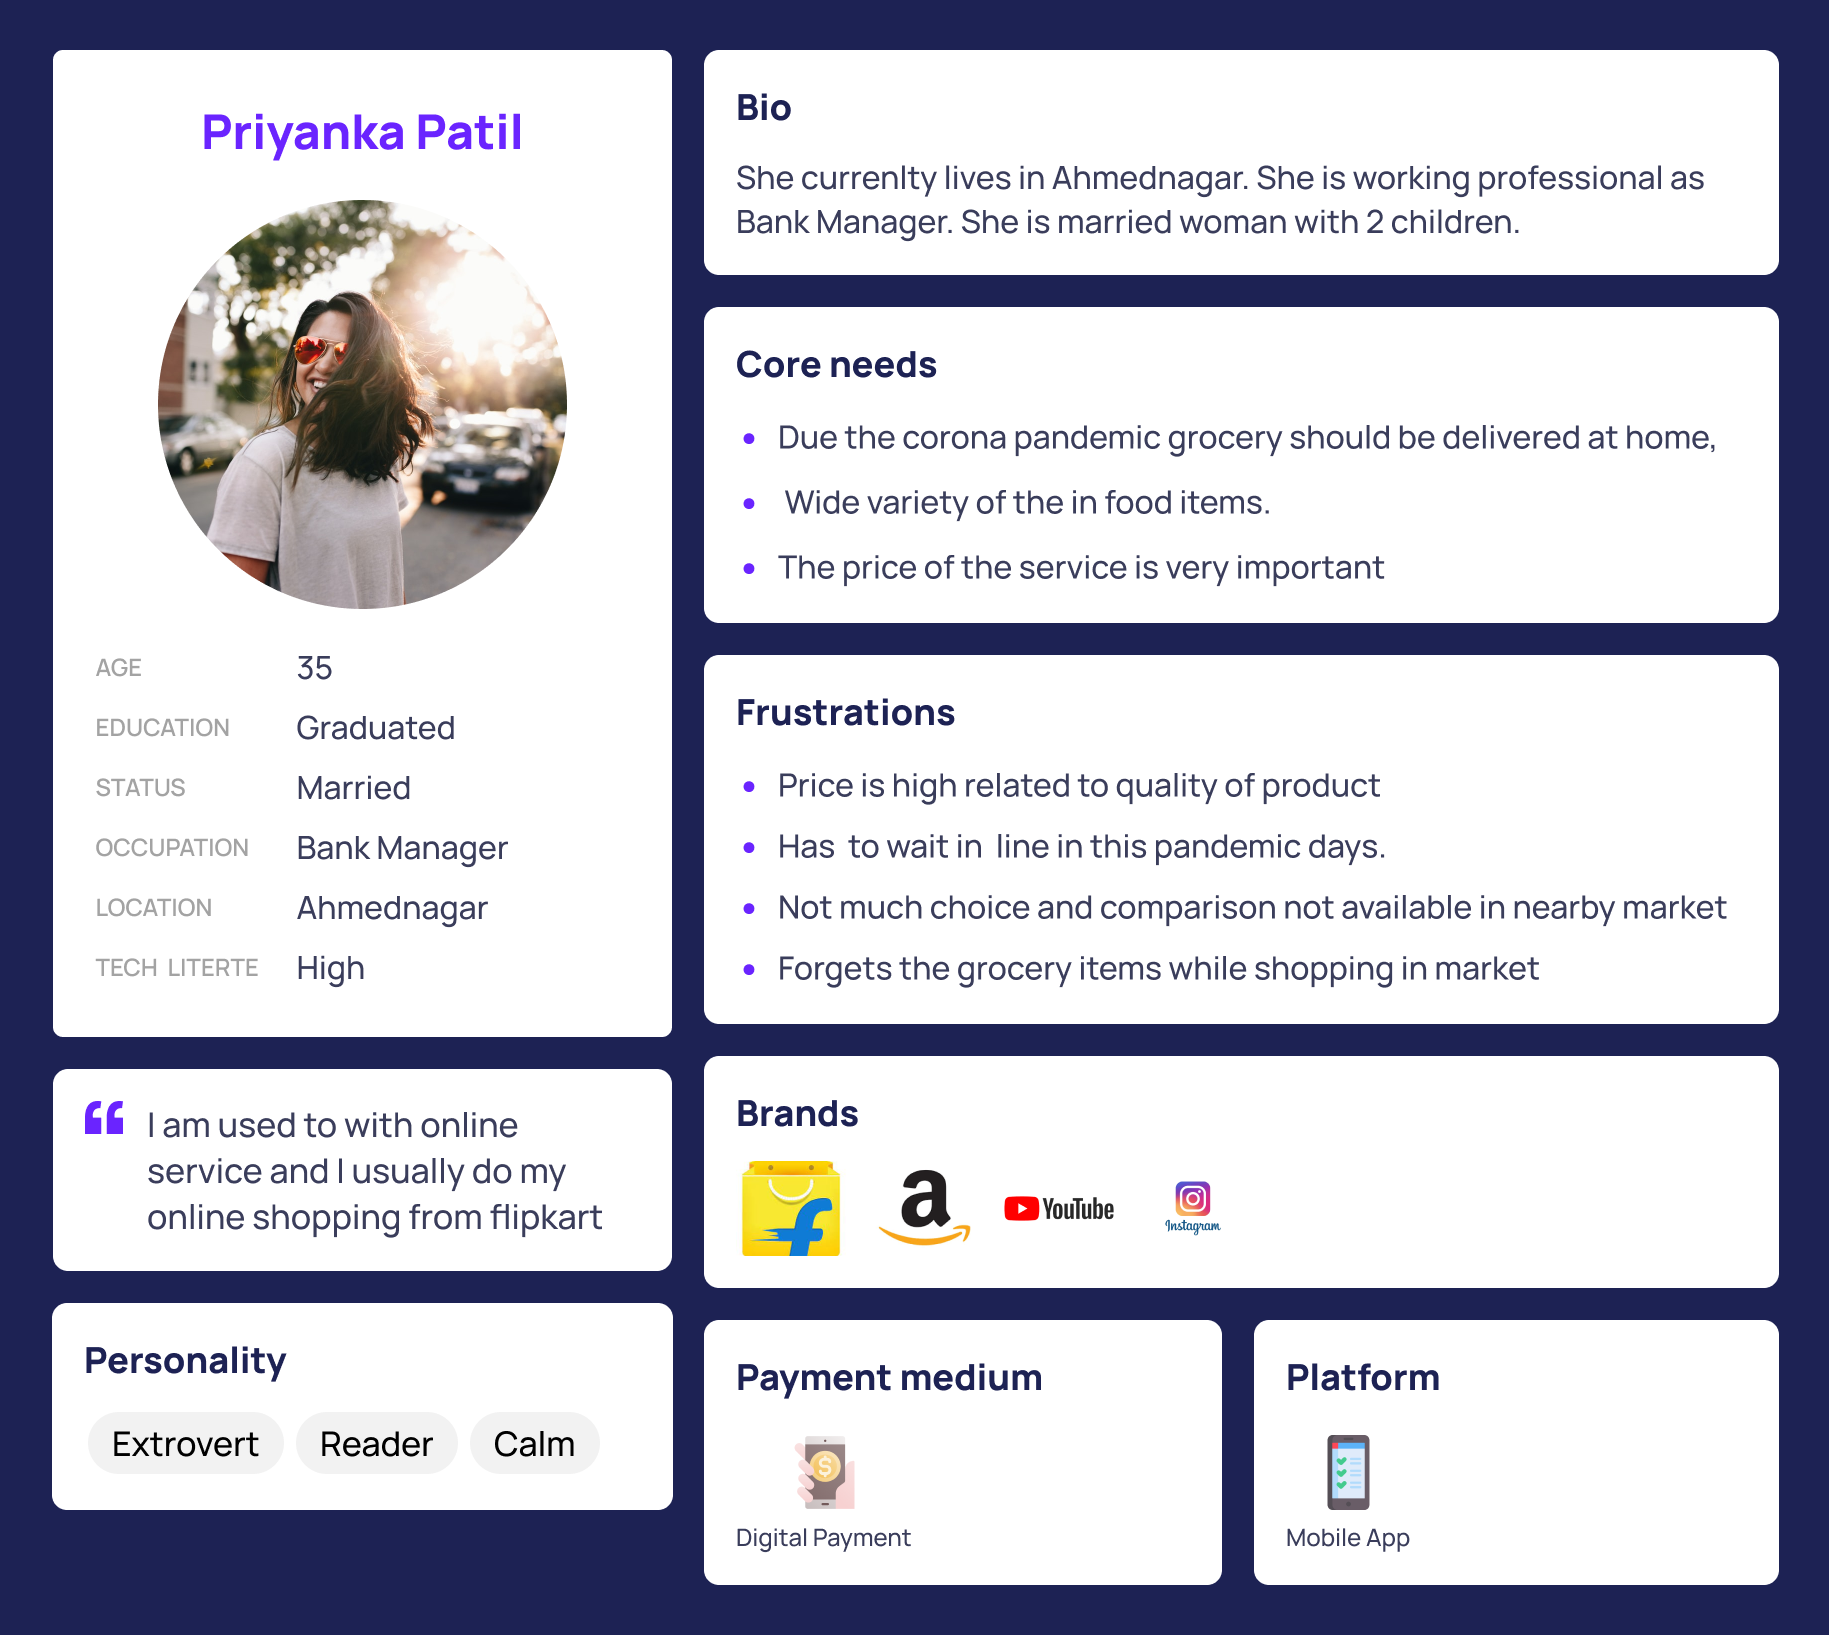 Priyanka Patil
AGE 35
EDUCATION Graduated
STATUS Married
OCCUPATION Bank Manager
LOCATION Ahmednagar
TECH LITERTE High
“ I am used to with online
service and I usually do my
online shopping from flipkart
Personality
Extrovert Reader Calm
Bio
She currenlty lives in Ahmednagar. She is working professional as
Bank Manager. She is married woman with 2 children.
Core needs
• Due the corona pandemic grocery should be delivered at home,
• Wide variety of the in food items.
• The price of the service is very important
Frustrations
• Price is high related to quality of product
• Has to wait in line in this pandemic days.
• Not much choice and comparison not available in nearby market
• Forgets the grocery items while shopping in market
Brands
f a YouTube Instagram
Payment medium
$
Digital Payment
Platform
Mobile App